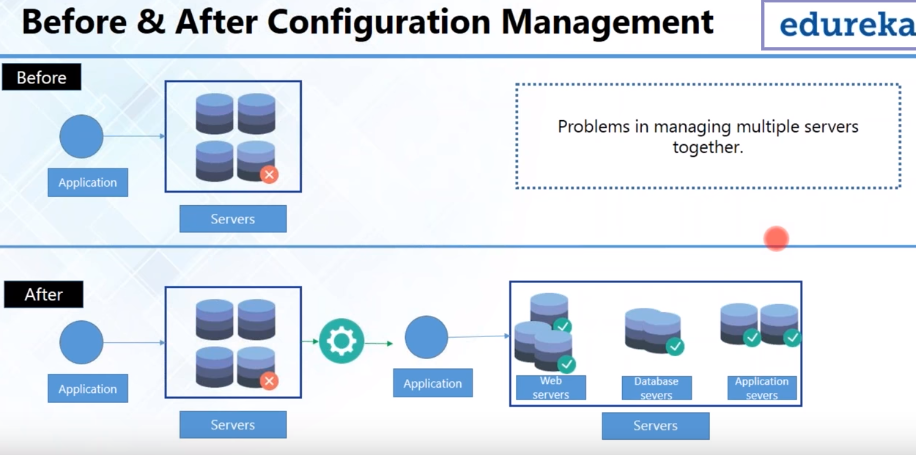 Before & After Configuration Management
edureka
Before
Problems in managing multiple servers
together.
Application
Servers
After
Application
Servers
Application
Web
servers
Database
severs
Application
severs
Servers